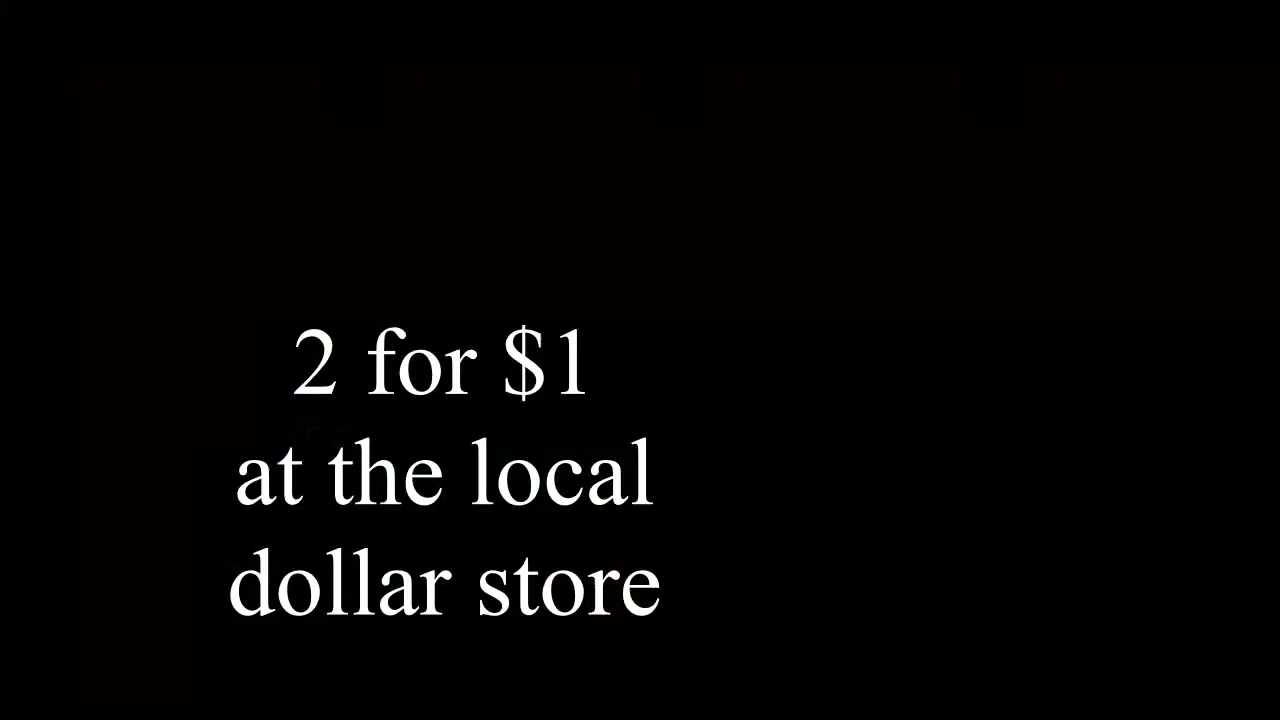 2 for $1
at the local
dollar store